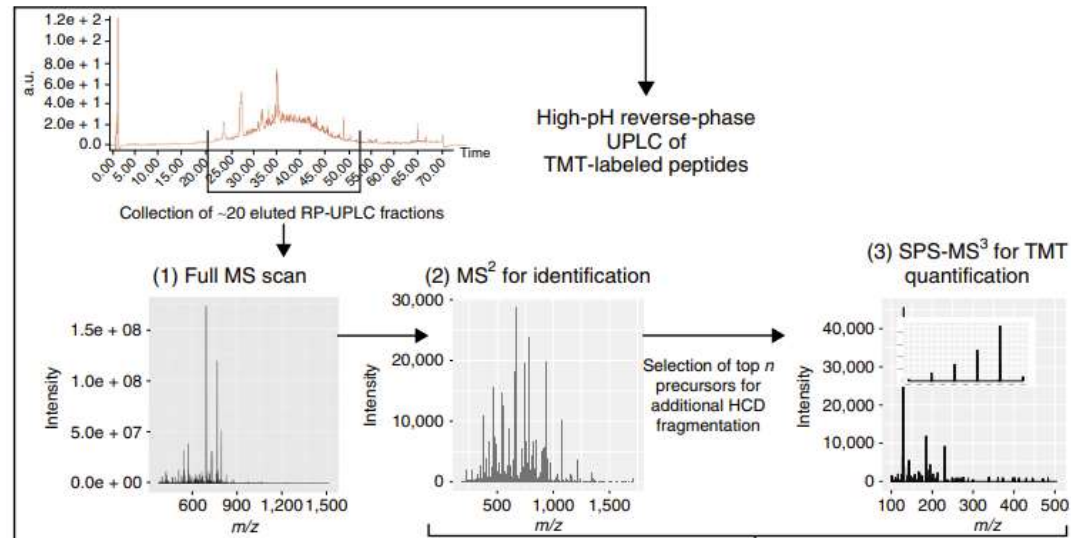 1.2e + 2
1.0e + 2
8.0e + 1
6.0e + 1
4.0e + 1
2.0e + 1
0.0
a.u.
0.00
5.00
10.00
15.00
20.00
25.00
30.00
35.00
40.00
45.00
50.00
55.00
60.00
65.00
70.00
Time
High-pH reverse-phase
UPLC of
TMT-labeled peptides
Collection of ~20 eluted RP-UPLC fractions
(1) Full MS scan
1.5e + 08
1.0e + 08
5.0e + 07
0.0e + 00
Intensity
600 900 1,200 1,500
m/z
(2) MS² for identification
30,000
20,000
10,000
0
Intensity
500 1,000 1,500
m/z
Selection of top n
precursors for
additional HCD
fragmentation
(3) SPS-MS³ for TMT
quantification
40,000
30,000
20,000
10,000
0
Intensity
100 200 300 400 500
m/z